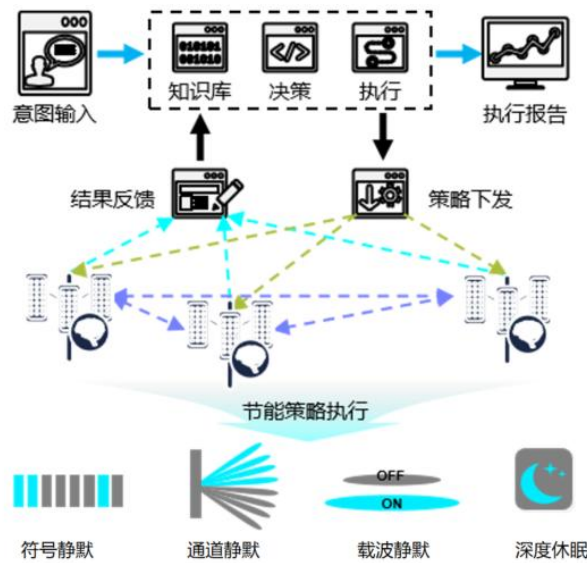 意图输入
010101
001010
知识库
决策
执行
执行报告
结果反馈
策略下发
节能策略执行
OFF
ON
符号静默
通道静默
载波静默
深度休眠